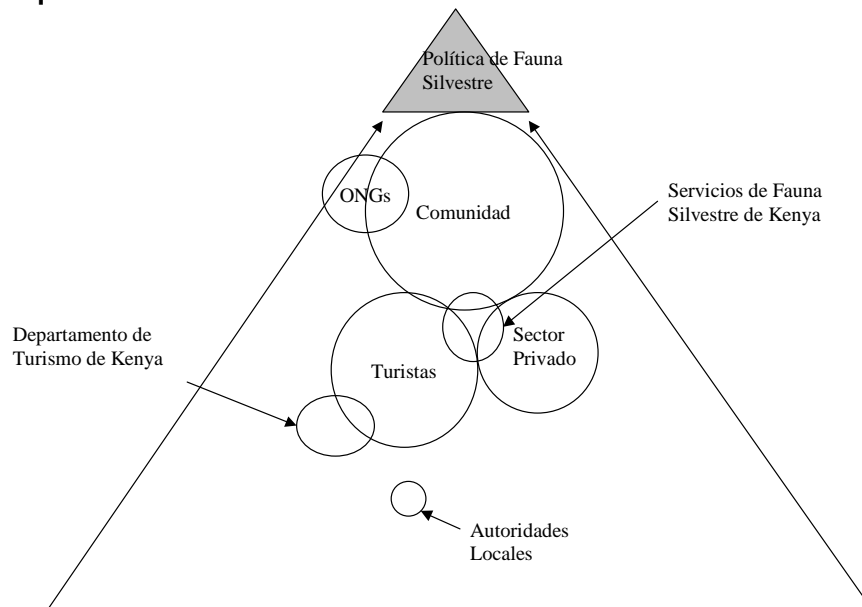 Política de Fauna
Silvestre
ONGs
Comunidad
Servicios de Fauna
Silvestre de Kenya
Departamento de
Turismo de Kenya
Turistas
Sector
Privado
Autoridades
Locales